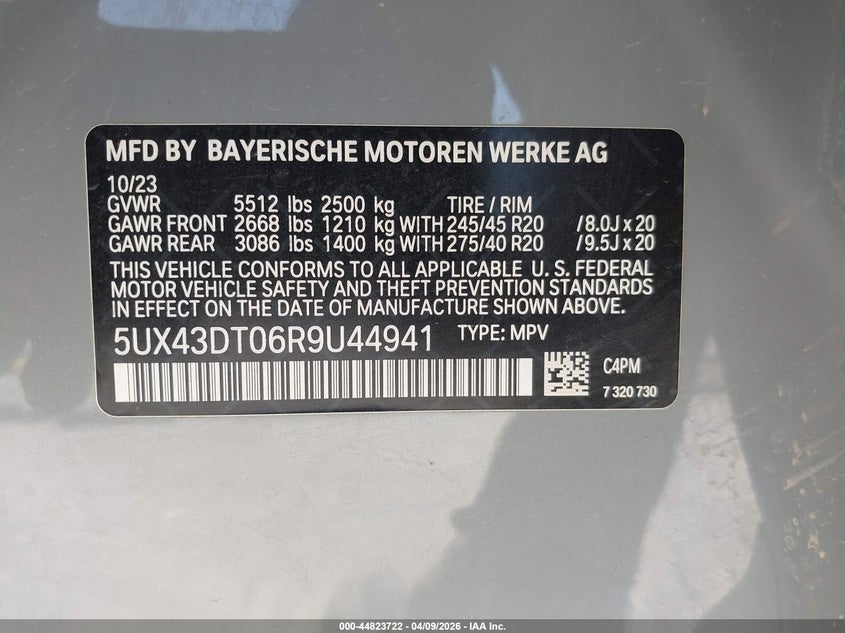 MFD BY BAYERISCHE MOTOREN WERKE AG
10/23
GVWR 5512 lbs 2500 kg TIRE / RIM
GAWR FRONT 2668 lbs 1210 kg WITH 245/45 R20 /8.0J x 20
GAWR REAR 3086 lbs 1400 kg WITH 275/40 R20 /9.5J x 20
THIS VEHICLE CONFORMS TO ALL APPLICABLE U. S. FEDERAL
MOTOR VEHICLE SAFETY AND THEFT PREVENTION STANDARDS
IN EFFECT ON THE DATE OF MANUFACTURE SHOWN ABOVE.
5UX43DT06R9U44941 TYPE: MPV
C4PM
7 320 730
000-44823722 - 04/09/2026 - IAA Inc.